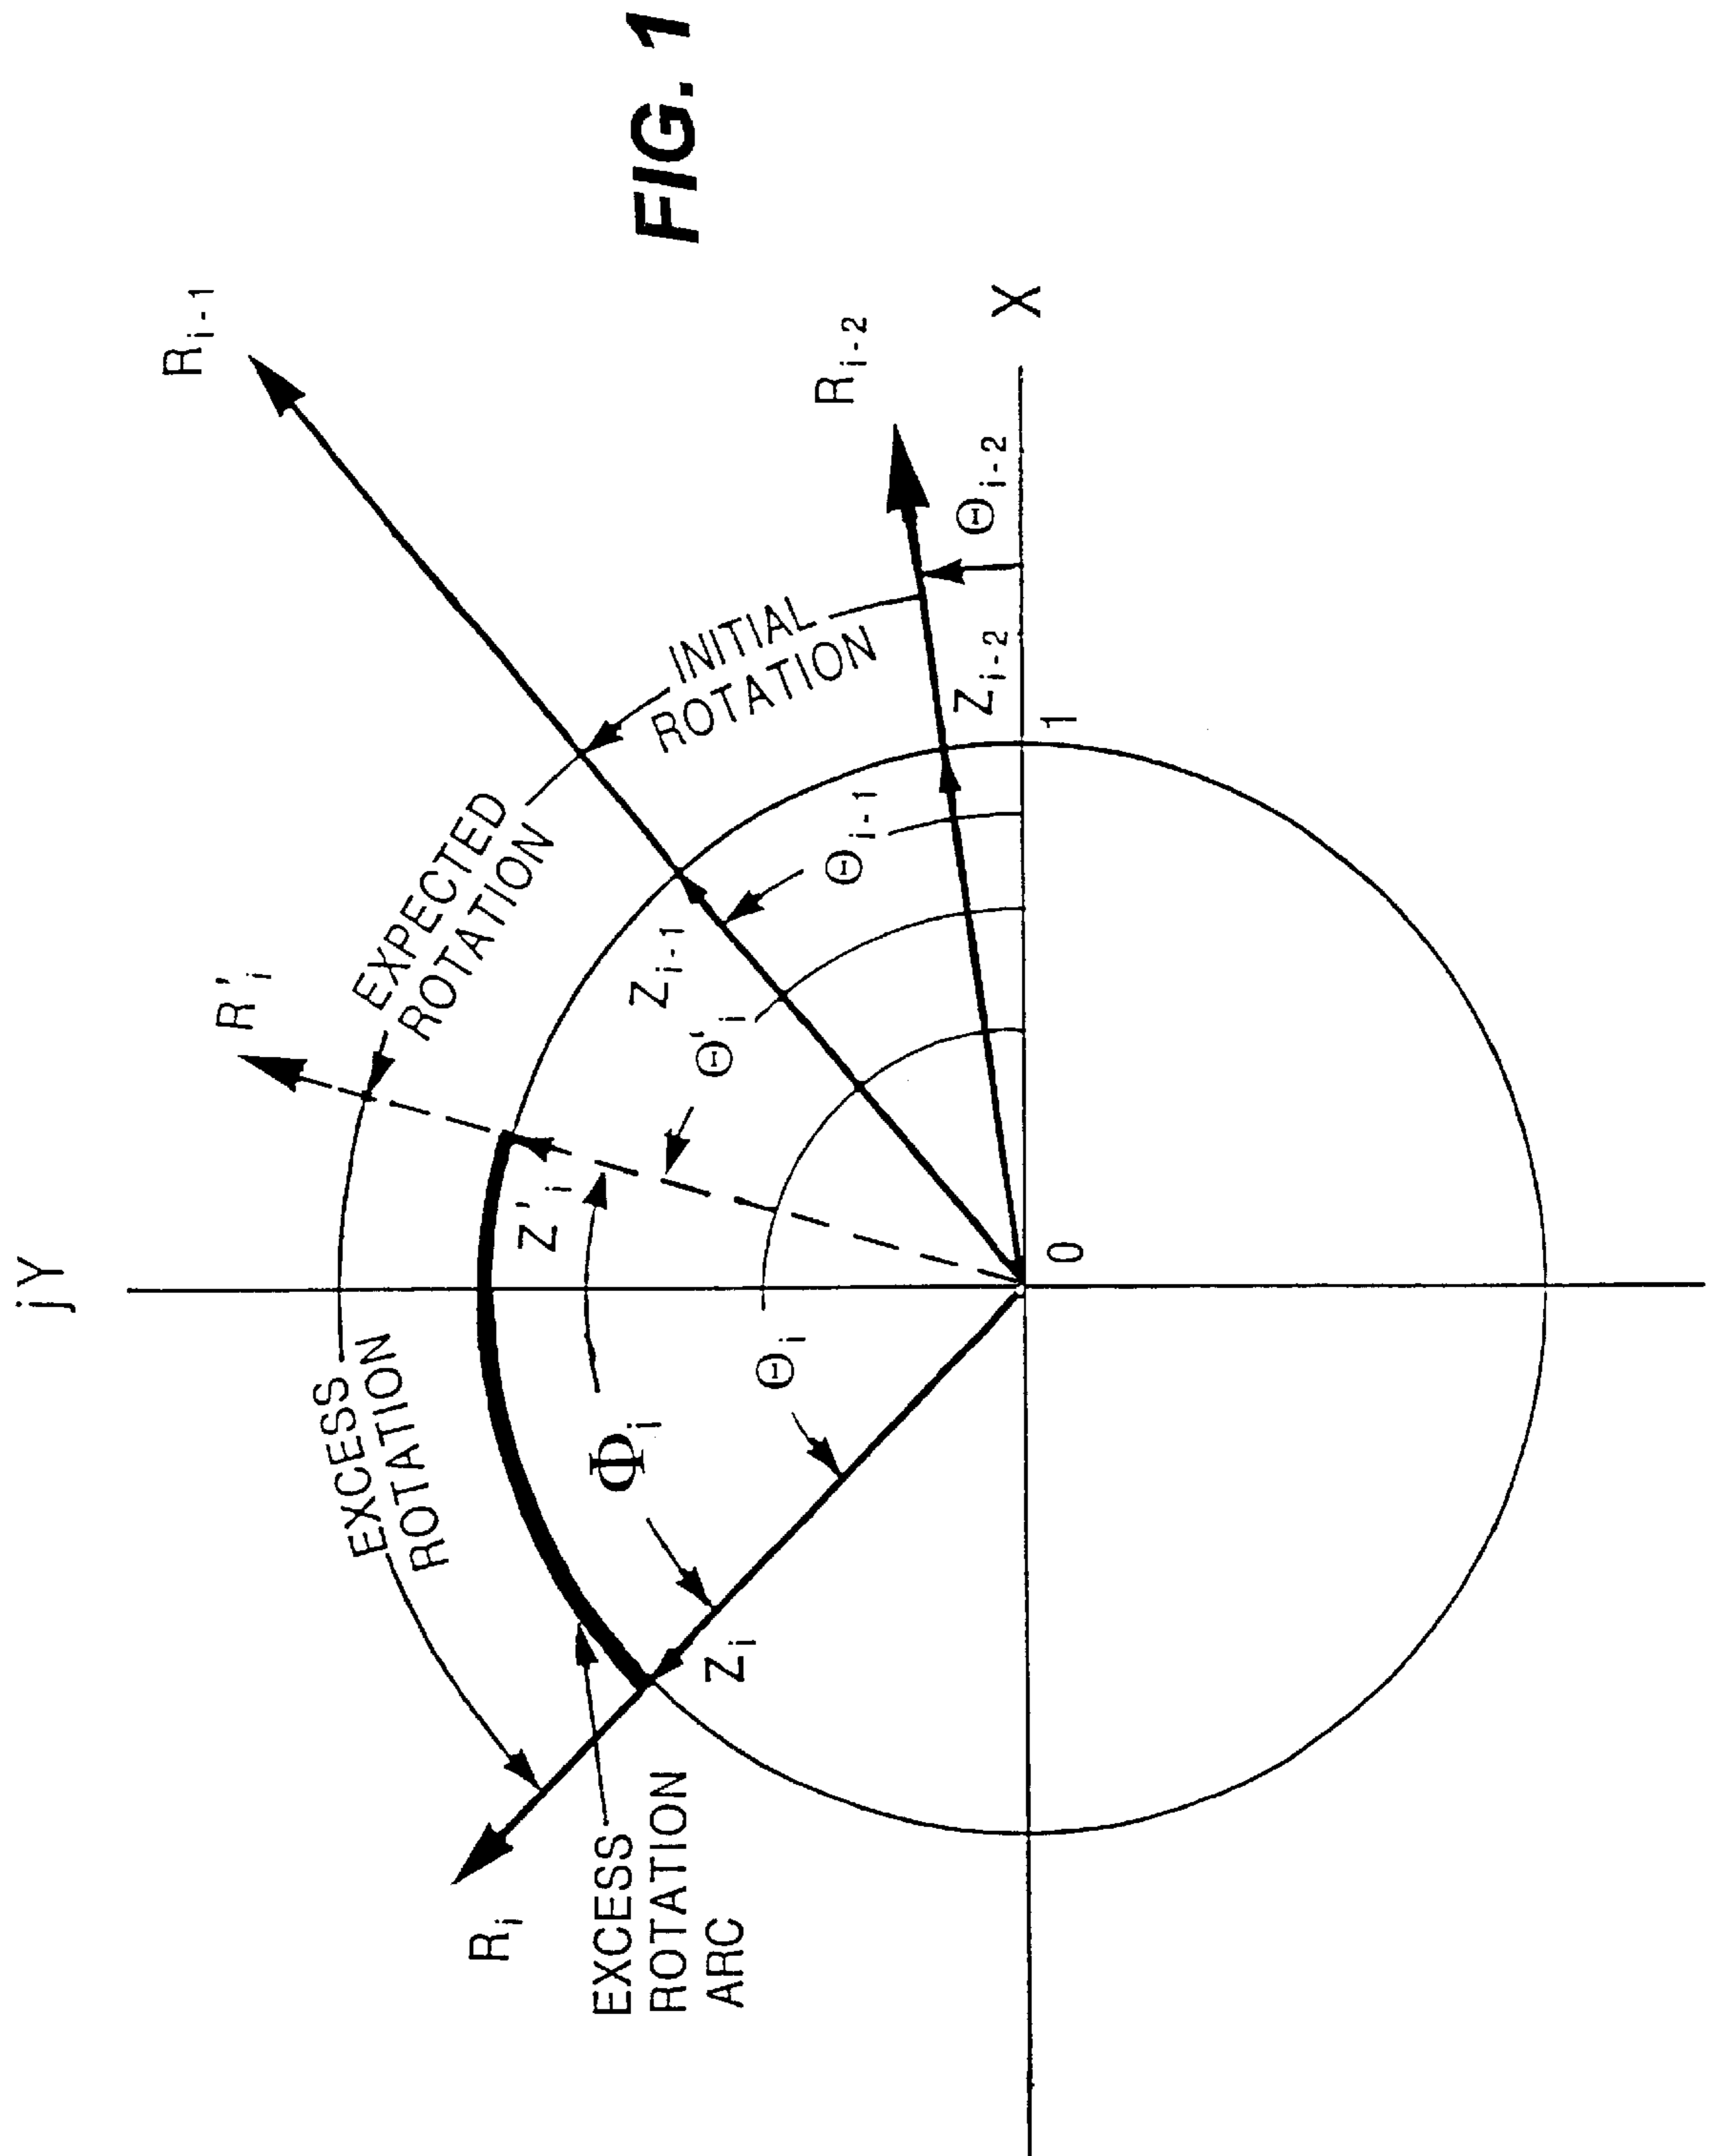 jY
X
0
1
R_{i-1}
R_{i-2}
R'_i
R_i
INITIAL
ROTATION
EXPECTED
ROTATION
EXCESS
ROTATION
EXCESS
ROTATION
ARC
Z_{i-2}
Z_{i-1}
Z'_i
Z_i
Θ_{i-2}
Θ_{i-1}
Θ'_i
Θ_i
Φ_i
FIG. 1